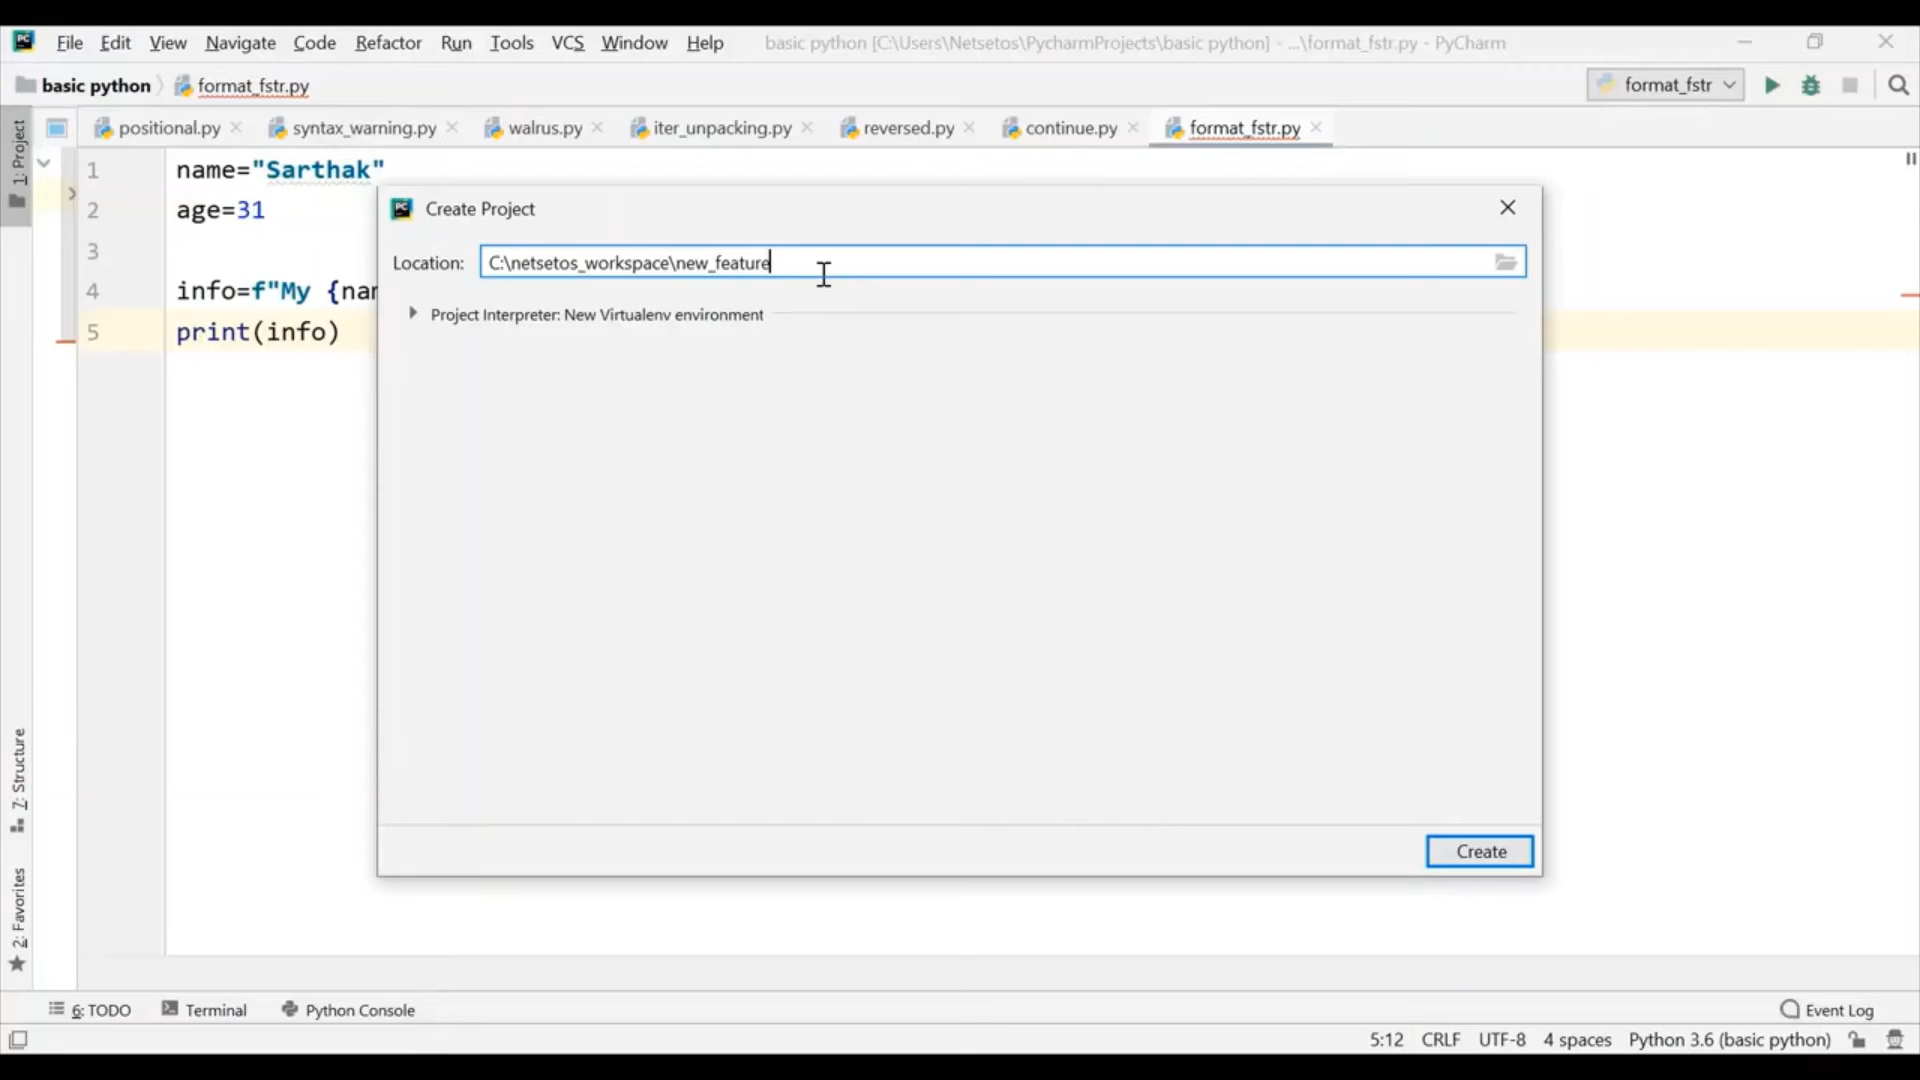 File Edit View Navigate Code Refactor Run Tools VCS Window Help basic python [C:\Users\Netsetos\PycharmProjects\basic python] - ...\format_fstr.py - PyCharm
basic python format_fstr.py format_fstr
1: Project positional.py syntax_warning.py walrus.py iter_unpacking.py reversed.py continue.py format_fstr.py
1 name="Sarthak"
2 age=31
3
4 info=f"My {nam
5 print(info)
PC Create Project
Location: C:\netsetos_workspace\new_feature
Project Interpreter: New Virtualenv environment
Create
7: Structure
2: Favorites
6: TODO Terminal Python Console Event Log
5:12 CRLF UTF-8 4 spaces Python 3.6 (basic python)